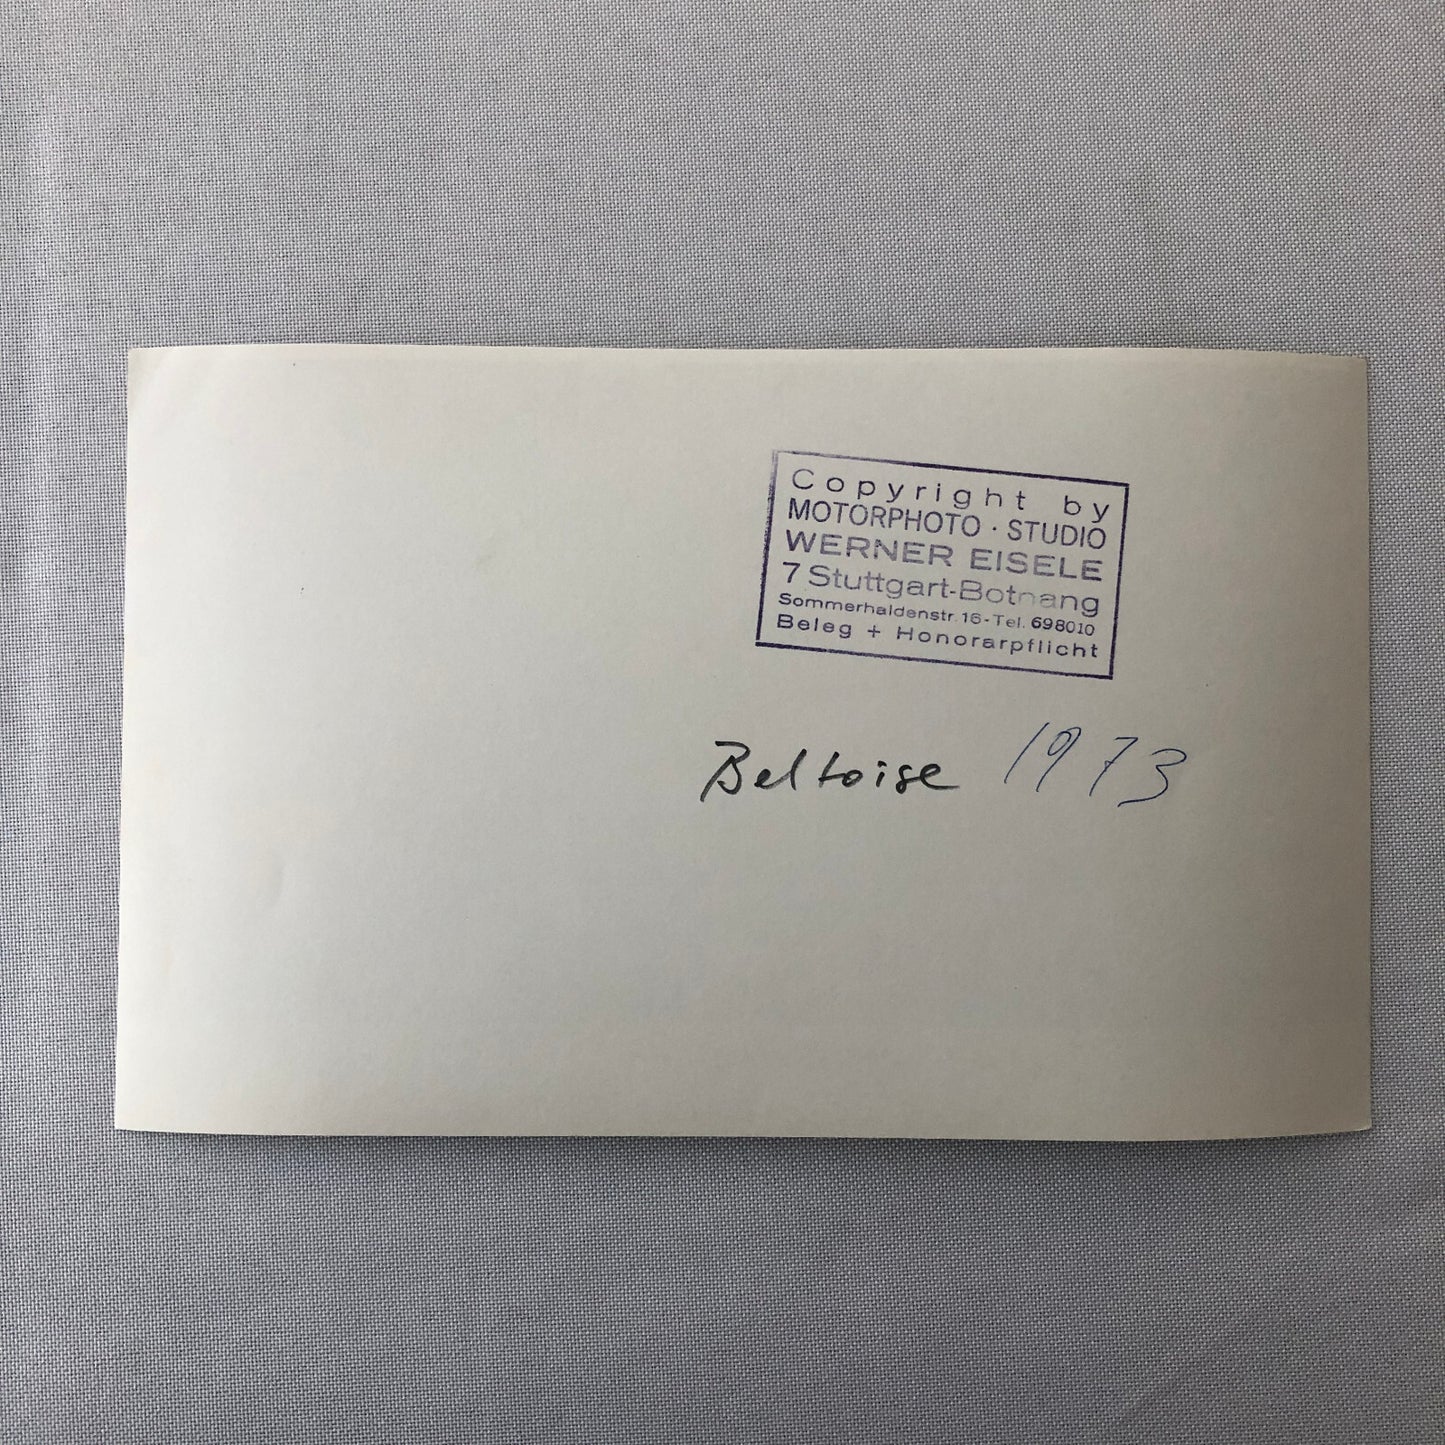 Copyright by
MOTORPHOTO · STUDIO
WERNER EISELE
7 Stuttgart-Botnang
Sommerhaldenstr. 16-Tel. 698010
Beleg + Honorarpflicht
Beltoise 1973